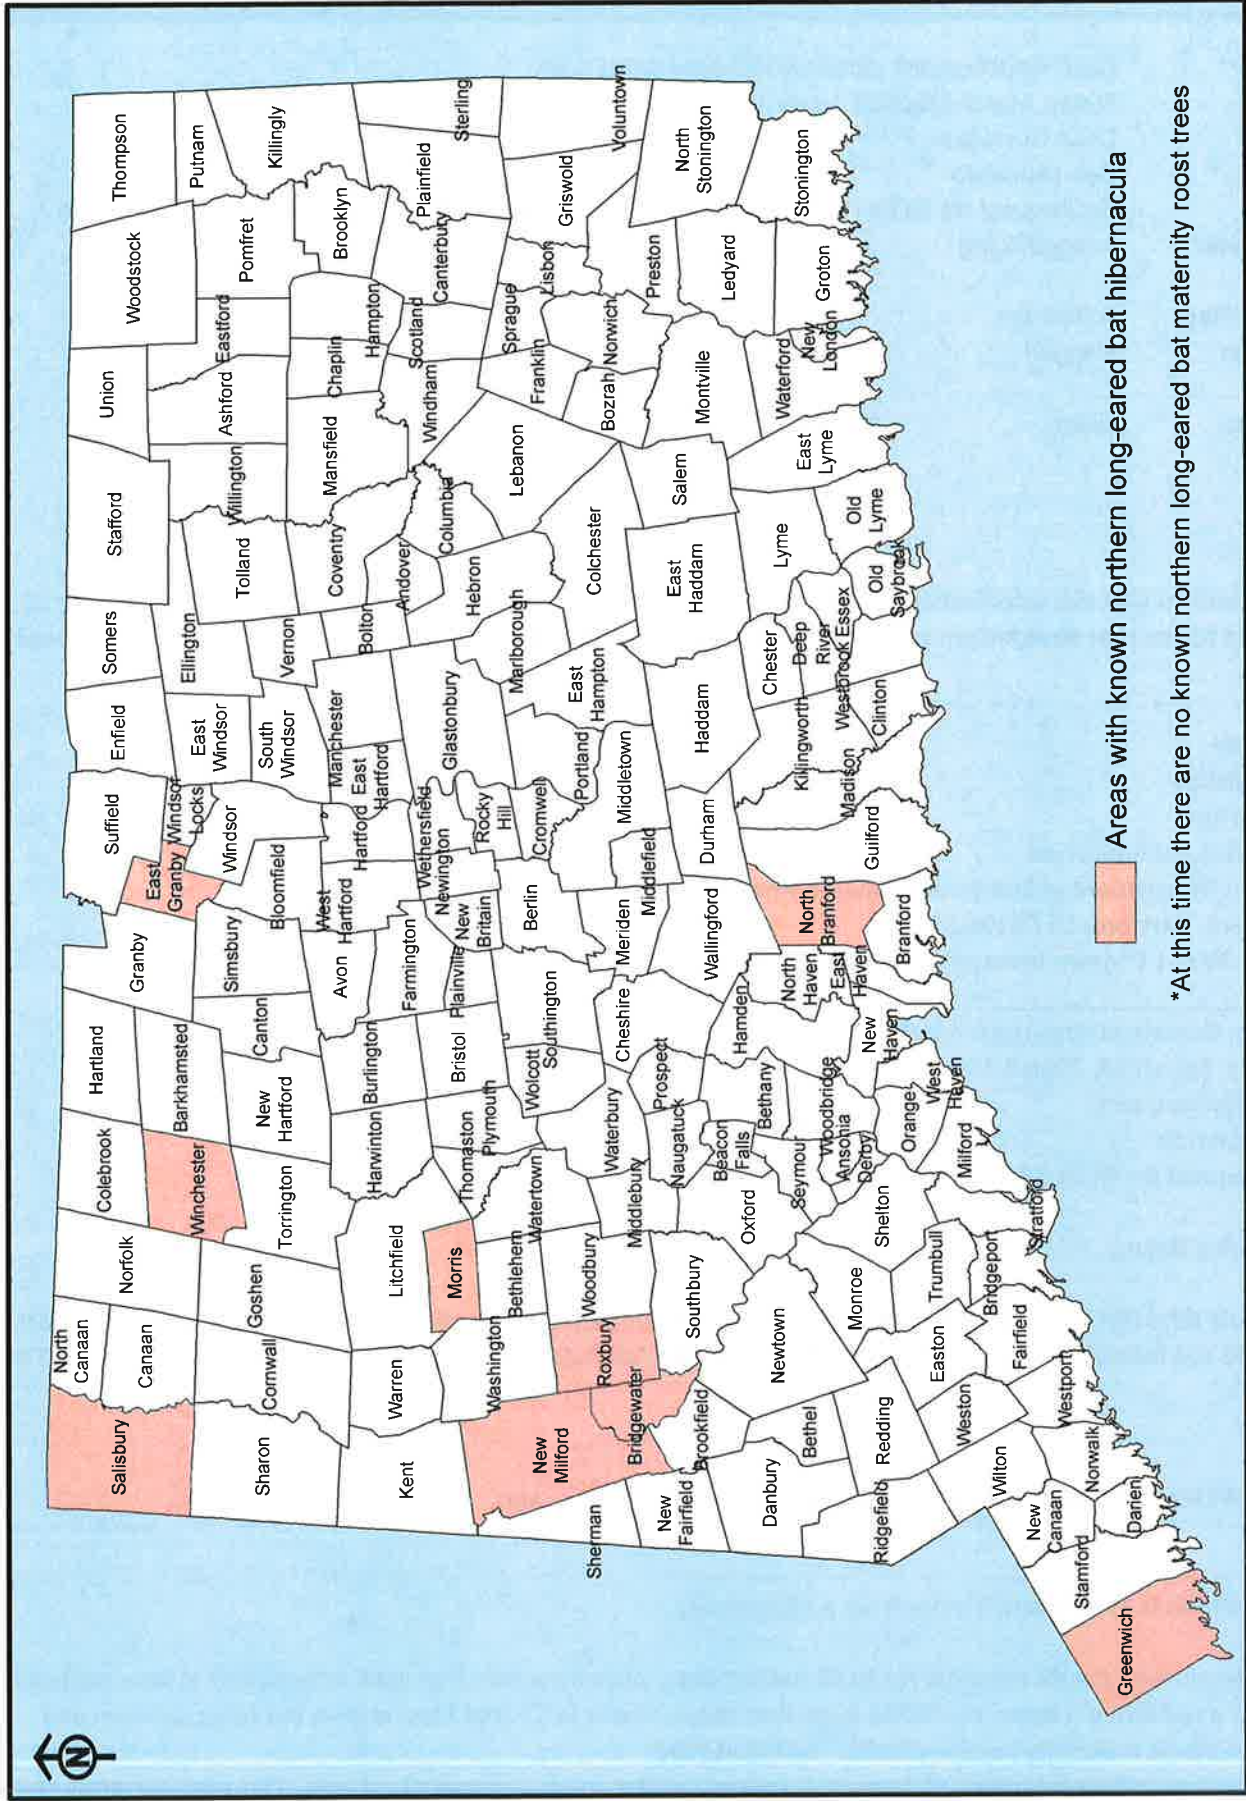 N
Salisbury
North
Canaan
Canaan
Norfolk
Colebrook
Hartland
Granby
Suffield
East
Granby
Windsor
Locks
Enfield
Somers
Stafford
Union
Woodstock
Thompson
Putnam
Sharon
Cornwall
Goshen
Winchester
Barkhamsted
Torrington
New
Hartford
Canton
Simsbury
Bloomfield
Windsor
East
Windsor
South
Windsor
Ellington
Vernon
Tolland
Willington
Ashford
Eastford
Pomfret
Killingly
Brooklyn
Kent
Warren
Litchfield
Morris
Harwinton
Burlington
Avon
West
Hartford
Hartford
East
Hartford
Manchester
Bolton
Coventry
Andover
Mansfield
Chaplin
Hampton
Scotland
Windham
Canterbury
Plainfield
Sterling
New
Milford
Washington
Bethlehem
Watertown
Thomaston
Plymouth
Bristol
Farmington
Plainville
New
Britain
Newington
Wethersfield
Rocky
Hill
Glastonbury
Hebron
Marlborough
Columbia
Lebanon
Franklin
Sprague
Lisbon
Griswold
Voluntown
Sherman
Bridgewater
Roxbury
Woodbury
Middlebury
Waterbury
Wolcott
Southington
Cheshire
Prospect
Naugatuck
Meriden
Berlin
Cromwell
Portland
Middletown
Middlefield
East
Hampton
Colchester
Bozrah
Norwich
Preston
North
Stonington
New
Fairfield
Brookfield
Southbury
Oxford
Beacon
Falls
Bethany
Hamden
Wallingford
Durham
Haddam
East
Haddam
Salem
Montville
Ledyard
Stonington
Danbury
Bethel
Newtown
Monroe
Seymour
Woodbridge
Ansonia
Derby
North
Haven
East
Haven
New
Haven
North
Branford
Branford
Guilford
Madison
Killingworth
Chester
Deep
River
Essex
Westbrook
Clinton
Lyme
Old
Saybrook
Old
Lyme
East
Lyme
Waterford
New
London
Groton
Ridgefield
Redding
Easton
Trumbull
Shelton
Orange
West
Haven
Milford
Stratford
Bridgeport
Fairfield
Weston
Westport
Wilton
Norwalk
New
Canaan
Darien
Stamford
Greenwich
Areas with known northern long-eared bat hibernacula
*At this time there are no known northern long-eared bat maternity roost trees